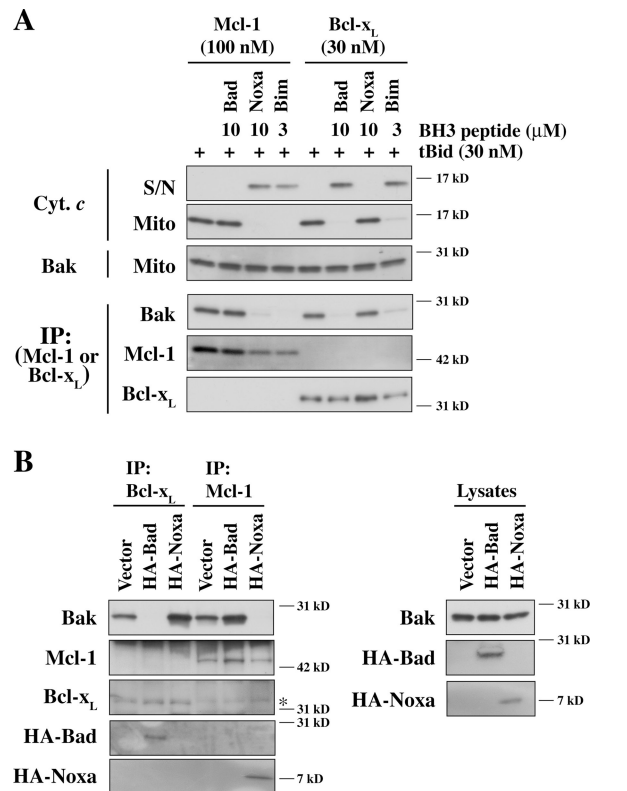 A
Mcl-1 Bcl-xL
(100 nM) (30 nM)
Bad Noxa Bim Bad Noxa Bim
10 10 3 10 10 3 BH3 peptide (μM)
+ + + + + + + + tBid (30 nM)
Cyt. c
S/N 17 kD
Mito 17 kD
Bak Mito 31 kD
IP:
(Mcl-1 or
Bcl-xL)
Bak 31 kD
Mcl-1 42 kD
Bcl-xL 31 kD
B
IP: IP:
Bcl-xL Mcl-1
Vector HA-Bad HA-Noxa Vector HA-Bad HA-Noxa
Bak 31 kD
Mcl-1 42 kD
Bcl-xL * 31 kD
HA-Bad 31 kD
HA-Noxa 7 kD
Lysates
Vector HA-Bad HA-Noxa
Bak 31 kD
HA-Bad 31 kD
HA-Noxa 7 kD